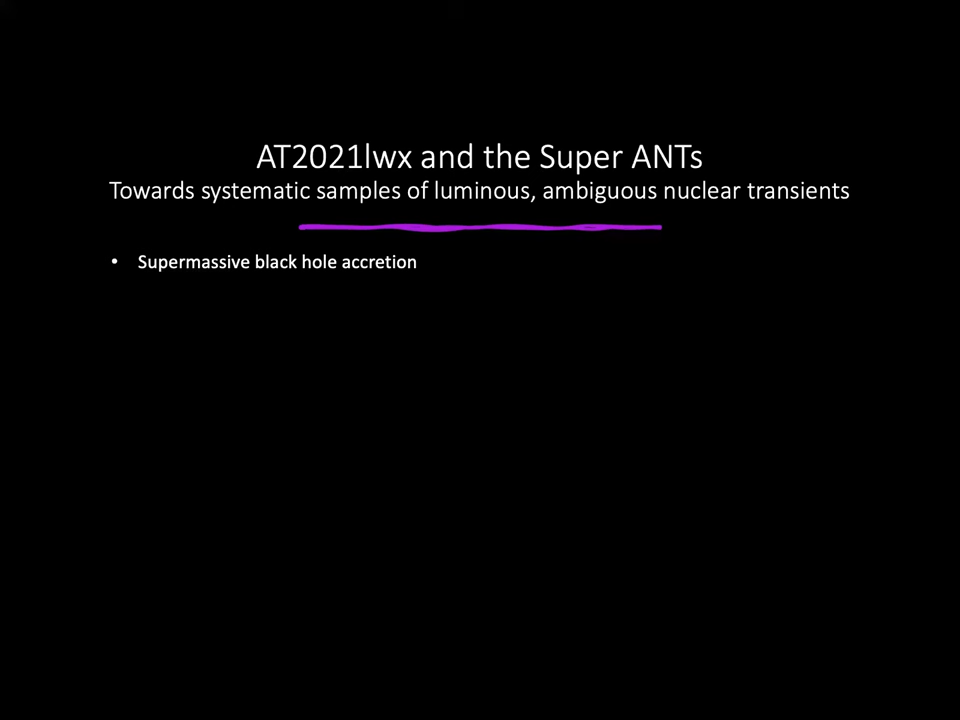 AT2021lwx and the Super ANTs
Towards systematic samples of luminous, ambiguous nuclear transients
• Supermassive black hole accretion